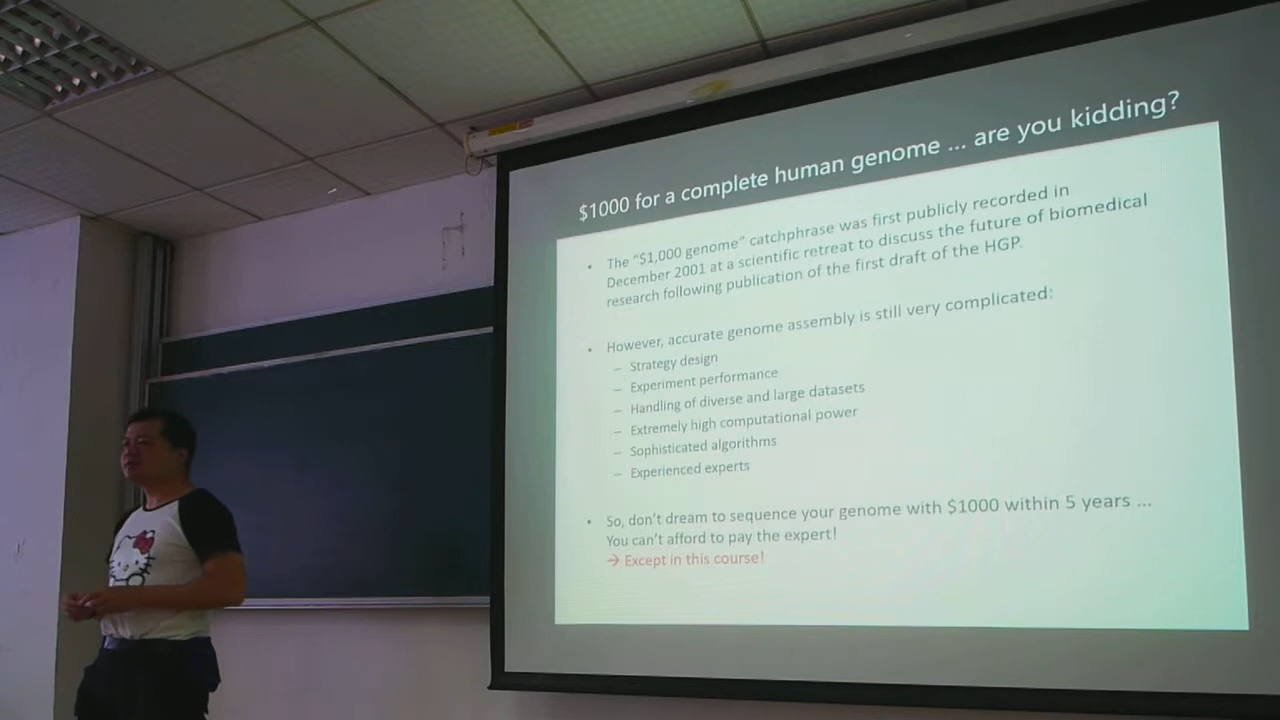 $1000 for a complete human genome ... are you kidding?
• The “$1,000 genome” catchphrase was first publicly recorded in
December 2001 at a scientific retreat to discuss the future of biomedical
research following publication of the first draft of the HGP.
• However, accurate genome assembly is still very complicated:
– Strategy design
– Experiment performance
– Handling of diverse and large datasets
– Extremely high computational power
– Sophisticated algorithms
– Experienced experts
• So, don’t dream to sequence your genome with $1000 within 5 years ...
You can’t afford to pay the expert!
→ Except in this course!